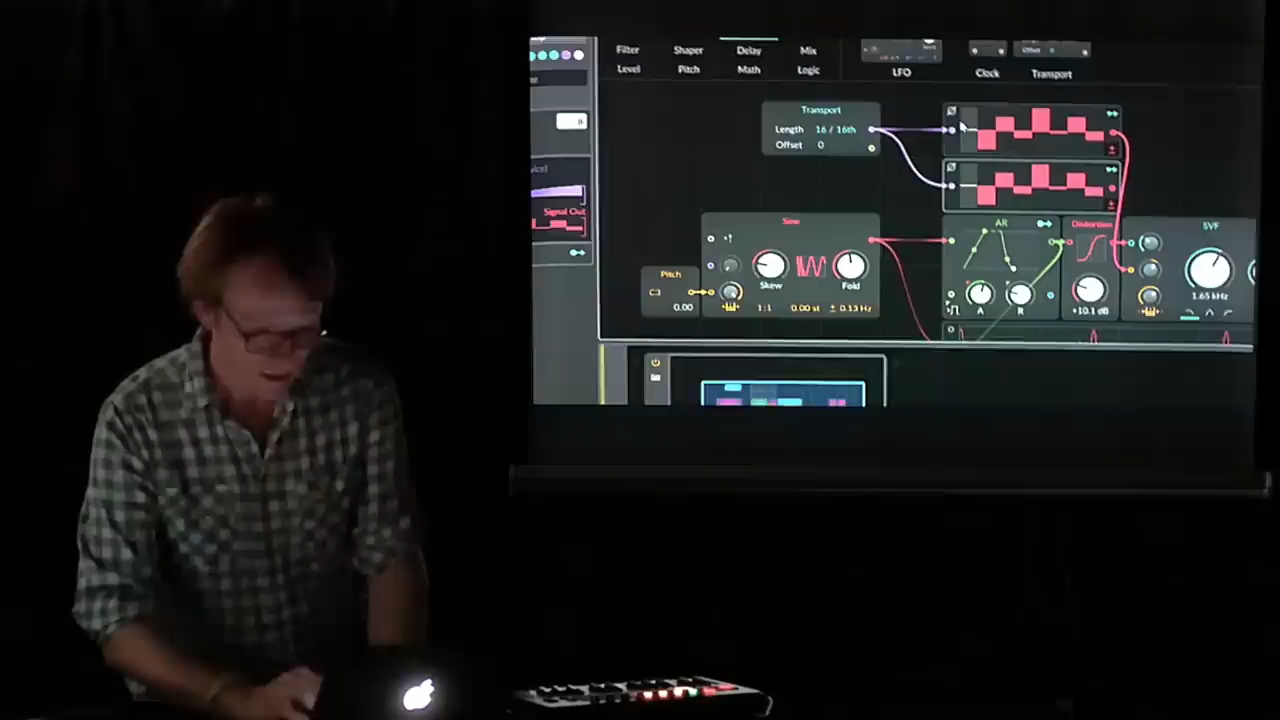 Filter Shaper Delay Mix
Level Pitch Math Logic
LFO Clock Transport
Offset 0
Transport
Length 16 / 16th
Offset 0
Signal Out
Sine
Skew
Fold
1:1 0.00 st ± 0.13 Hz
Pitch
0.00
AR
A R
Distortion
+10.1 dB
SVF
1.65 kHz